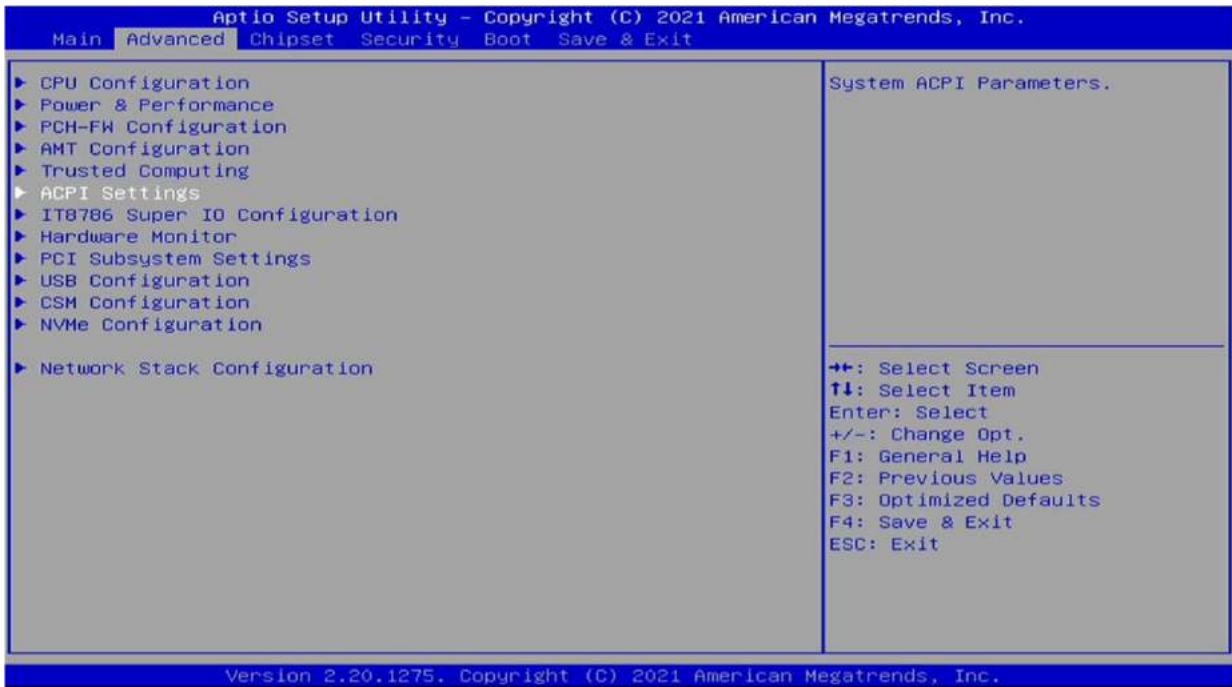 Aptio Setup Utility - Copyright (C) 2021 American Megatrends, Inc.
Main Advanced Chipset Security Boot Save & Exit
► CPU Configuration
► Power & Performance
► PCH-FW Configuration
► AMT Configuration
► Trusted Computing
► ACPI Settings
► IT8786 Super IO Configuration
► Hardware Monitor
► PCI Subsystem Settings
► USB Configuration
► CSM Configuration
► NVMe Configuration
► Network Stack Configuration
System ACPI Parameters.
→←: Select Screen
↑↓: Select Item
Enter: Select
+/-: Change Opt.
F1: General Help
F2: Previous Values
F3: Optimized Defaults
F4: Save & Exit
ESC: Exit
Version 2.20.1275. Copyright (C) 2021 American Megatrends, Inc.